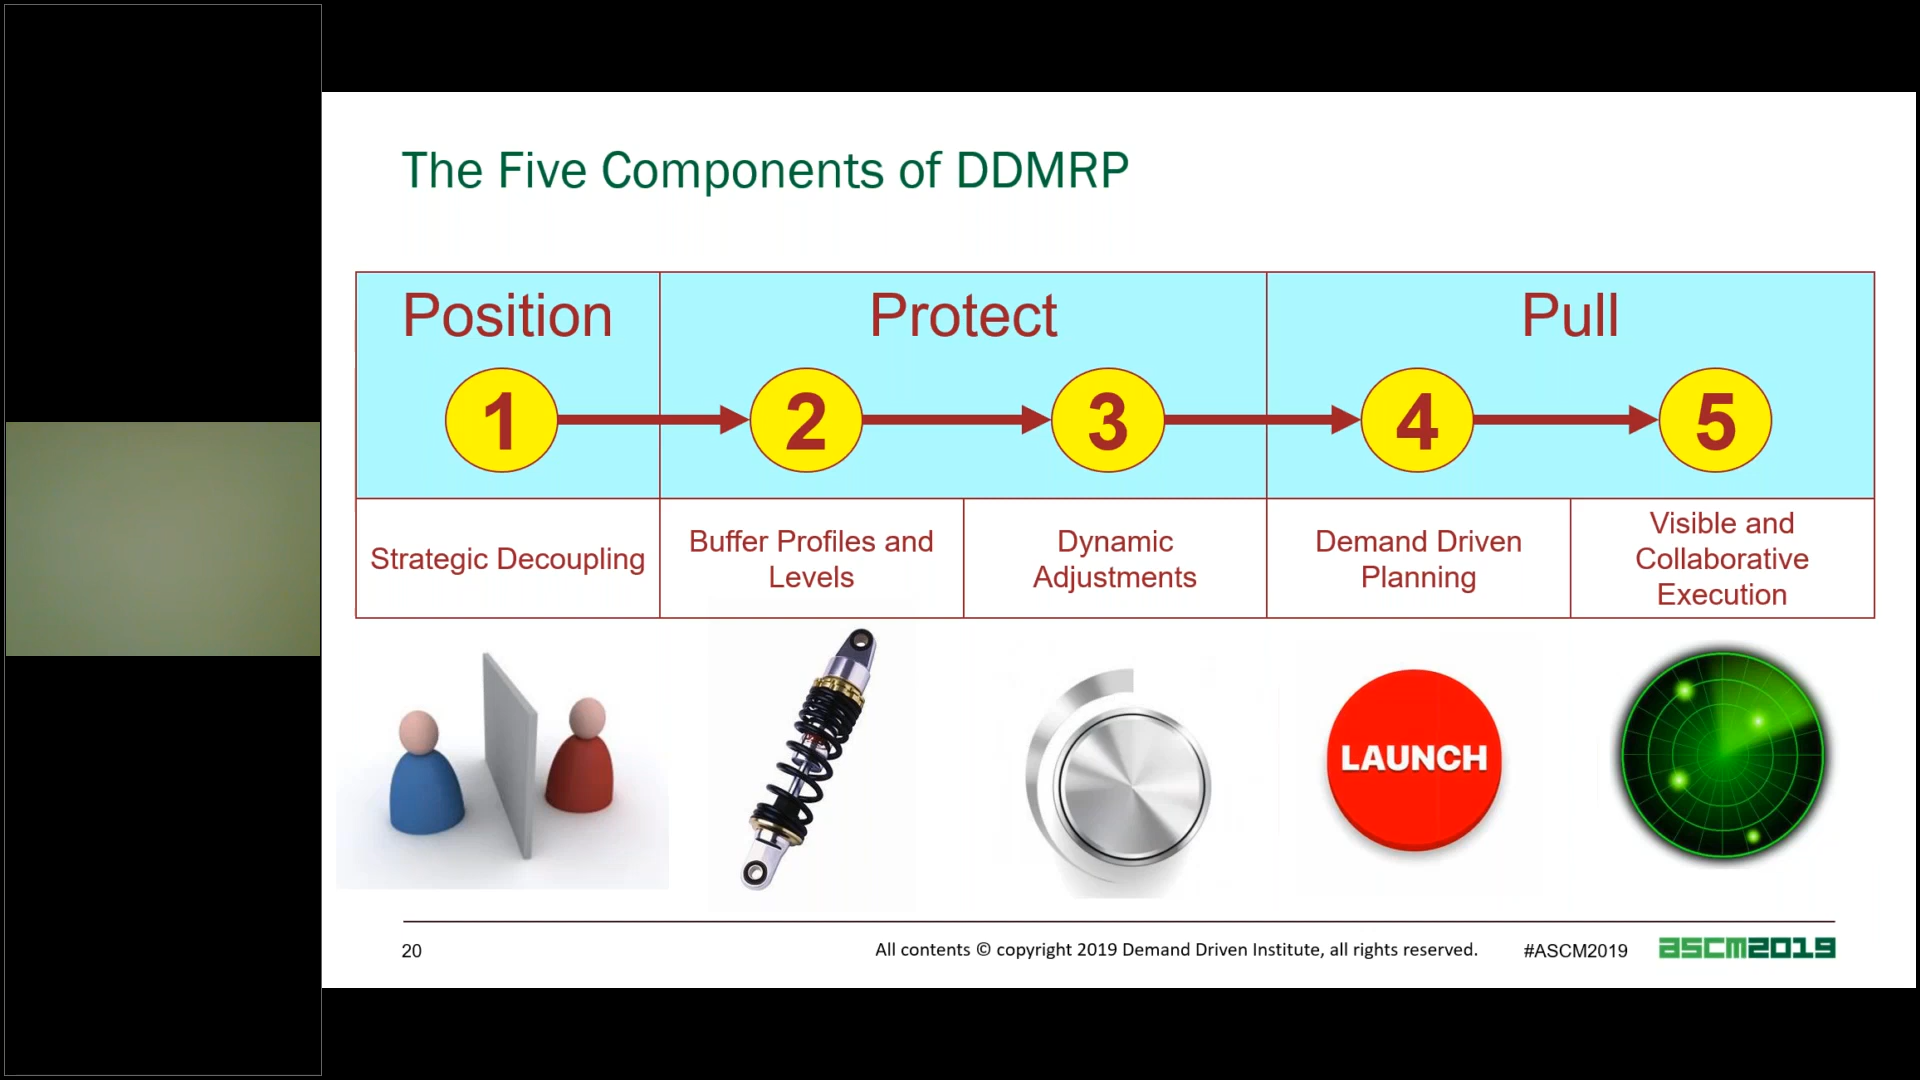 The Five Components of DDMRP
Position
Protect
Pull
1
2
3
4
5
Strategic Decoupling
Buffer Profiles and
Levels
Dynamic
Adjustments
Demand Driven
Planning
Visible and
Collaborative
Execution
LAUNCH
20
All contents © copyright 2019 Demand Driven Institute, all rights reserved.
#ASCM2019
ascm2019